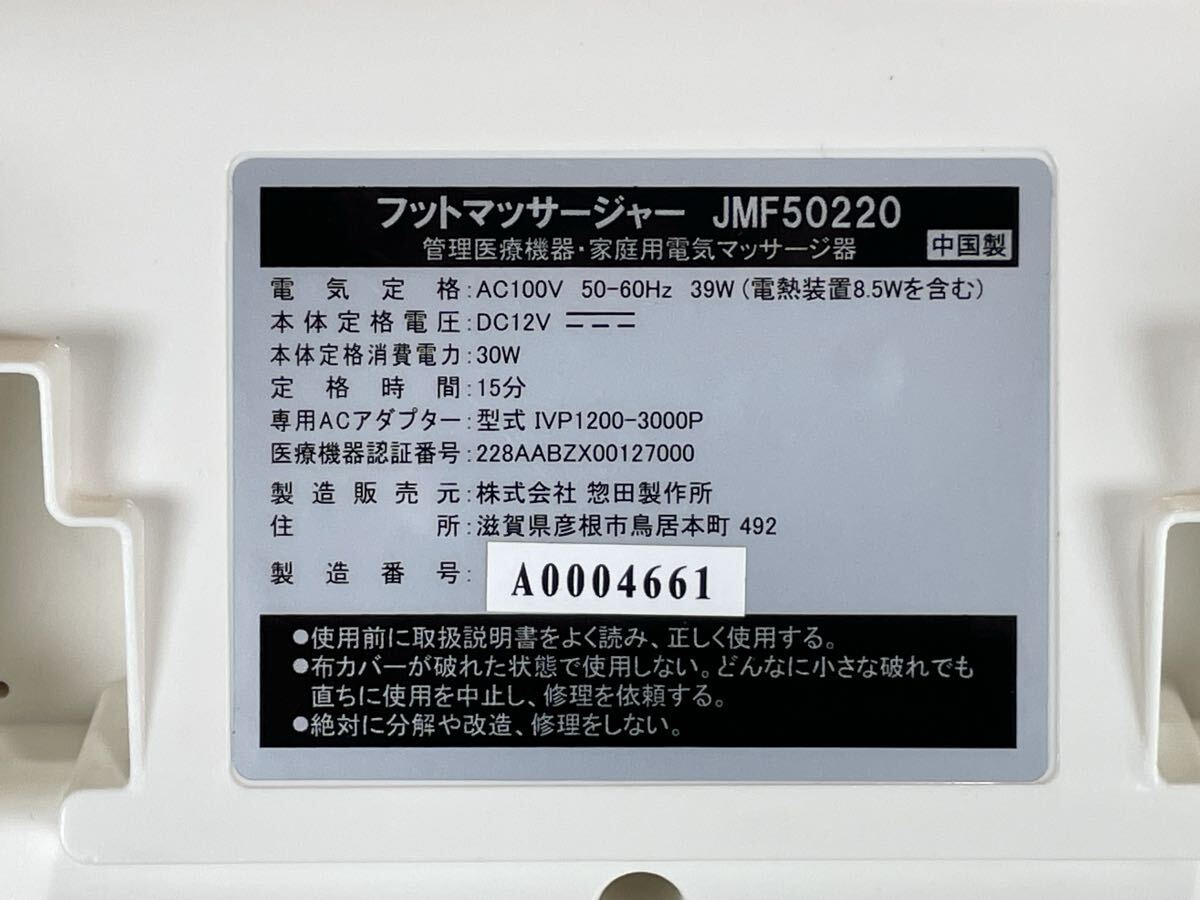 フットマッサージャー JMF50220
管理医療機器・家庭用電気マッサージ器 中国製
電気定格：AC100V 50-60Hz 39W（電熱装置8.5Wを含む）
本体定格電圧：DC12V
本体定格消費電力：30W
定格時間：15分
専用ACアダプター：型式 IVP1200-3000P
医療機器認証番号：228AABZX00127000
製造販売元：株式会社 惣田製作所
住所：滋賀県彦根市鳥居本町 492
製造番号： A0004661
●使用前に取扱説明書をよく読み、正しく使用する。
●布カバーが破れた状態で使用しない。どんなに小さな破れでも
直ちに使用を中止し、修理を依頼する。
●絶対に分解や改造、修理をしない。